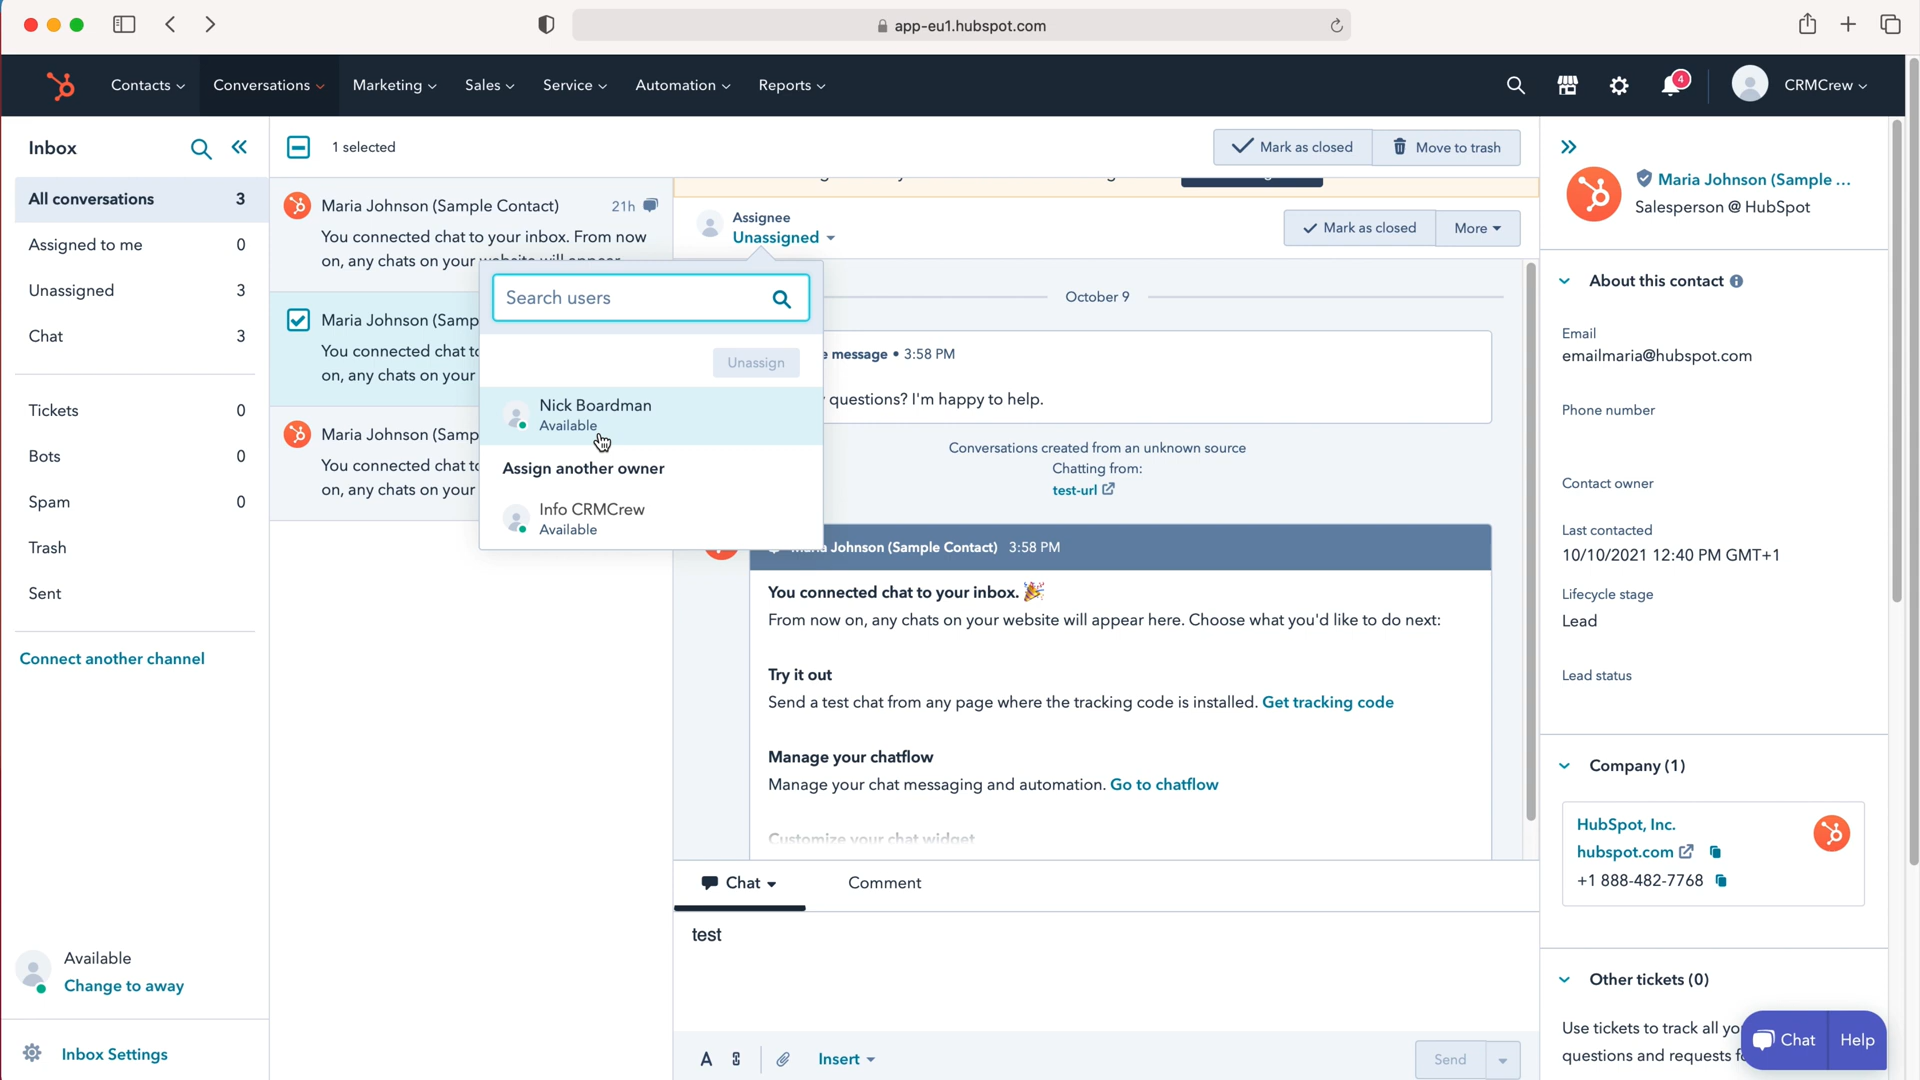 app-eu1.hubspot.com
Contacts
Conversations
Marketing
Sales
Service
Automation
Reports
4
CRMCrew
Inbox
All conversations 3
Assigned to me 0
Unassigned 3
Chat 3
Tickets 0
Bots 0
Spam 0
Trash
Sent
Connect another channel
Available
Change to away
Inbox Settings
1 selected
Mark as closed
Move to trash
Maria Johnson (Sample Contact) 21h
You connected chat to your inbox. From now
on, any chats on your website will appear
Maria Johnson (Samp
You connected chat to
on, any chats on your
Maria Johnson (Samp
You connected chat to
on, any chats on your
Assignee
Unassigned
Mark as closed
More
Search users
Unassign
Nick Boardman
Available
Assign another owner
Info CRMCrew
Available
October 9
e message • 3:58 PM
questions? I'm happy to help.
Conversations created from an unknown source
Chatting from:
test-url
Johnson (Sample Contact) 3:58 PM
You connected chat to your inbox. 🎉
From now on, any chats on your website will appear here. Choose what you'd like to do next:
Try it out
Send a test chat from any page where the tracking code is installed. Get tracking code
Manage your chatflow
Manage your chat messaging and automation. Go to chatflow
Customize your chat widget
Chat
Comment
test
A
Insert
Send
Maria Johnson (Sample ...
Salesperson @ HubSpot
About this contact
Email
emailmaria@hubspot.com
Phone number
Contact owner
Last contacted
10/10/2021 12:40 PM GMT+1
Lifecycle stage
Lead
Lead status
Company (1)
HubSpot, Inc.
hubspot.com
+1 888-482-7768
Other tickets (0)
Use tickets to track all yo
questions and requests f
Chat
Help